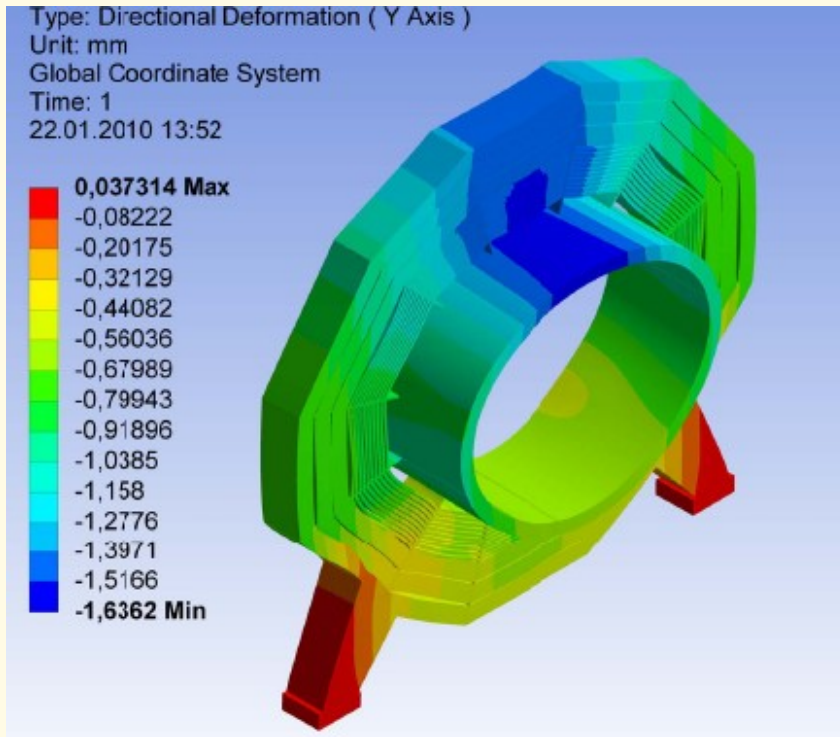 Type: Directional Deformation ( Y Axis )
Unit: mm
Global Coordinate System
Time: 1
22.01.2010 13:52
0,037314 Max
-0,08222
-0,20175
-0,32129
-0,44082
-0,56036
-0,67989
-0,79943
-0,91896
-1,0385
-1,158
-1,2776
-1,3971
-1,5166
-1,6362 Min